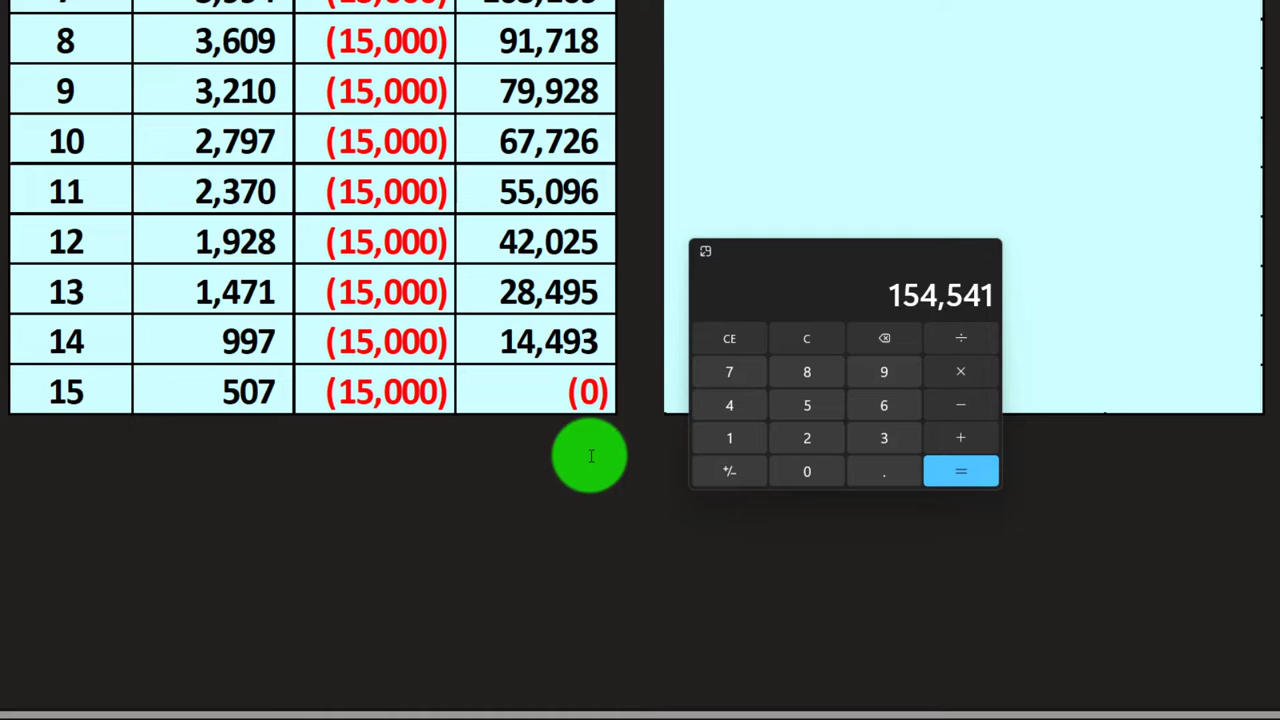 8 3,609 (15,000) 91,718
9 3,210 (15,000) 79,928
10 2,797 (15,000) 67,726
11 2,370 (15,000) 55,096
12 1,928 (15,000) 42,025
13 1,471 (15,000) 28,495
14 997 (15,000) 14,493
15 507 (15,000) (0)
154,541
CE C ÷
7 8 9 ×
4 5 6 −
1 2 3 +
+/− 0 . =